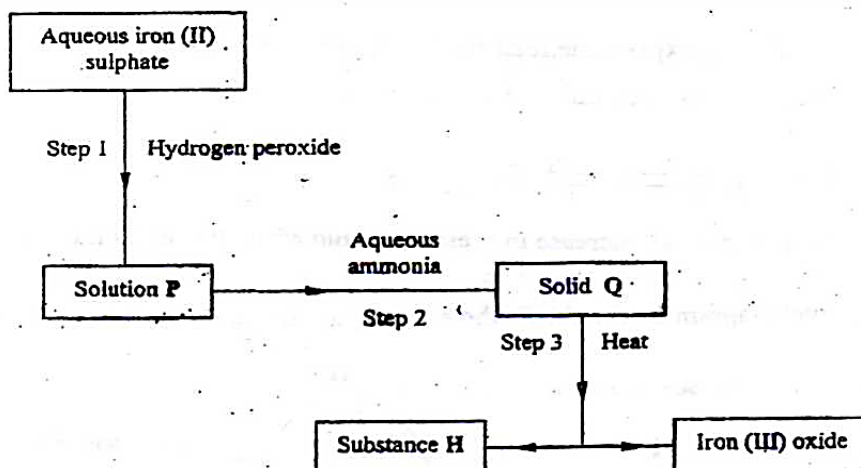 Aqueous iron (II)
sulphate
Step 1 Hydrogen peroxide
Aqueous
ammonia
Solution P
Solid Q
Step 2
Step 3 Heat
Substance H
Iron (III) oxide